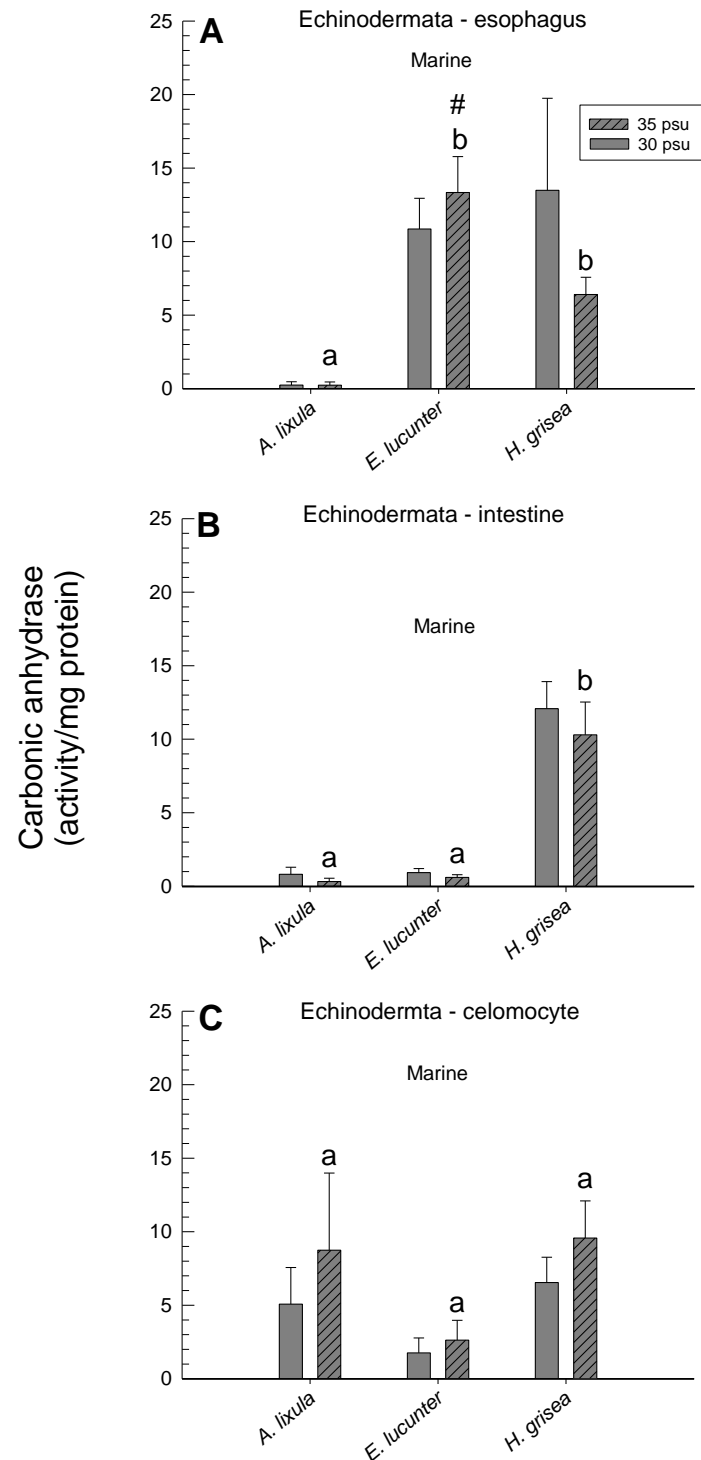 A
Echinodermata - esophagus
Marine
35 psu
30 psu
25
20
15
10
5
0
a
#
b
b
A. lixula
E. lucunter
H. grisea
B
Echinodermata - intestine
Marine
25
20
15
10
5
0
a
a
b
A. lixula
E. lucunter
H. grisea
Carbonic anhydrase
(activity/mg protein)
C
Echinodermta - celomocyte
Marine
25
20
15
10
5
0
a
a
a
A. lixula
E. lucunter
H. grisea